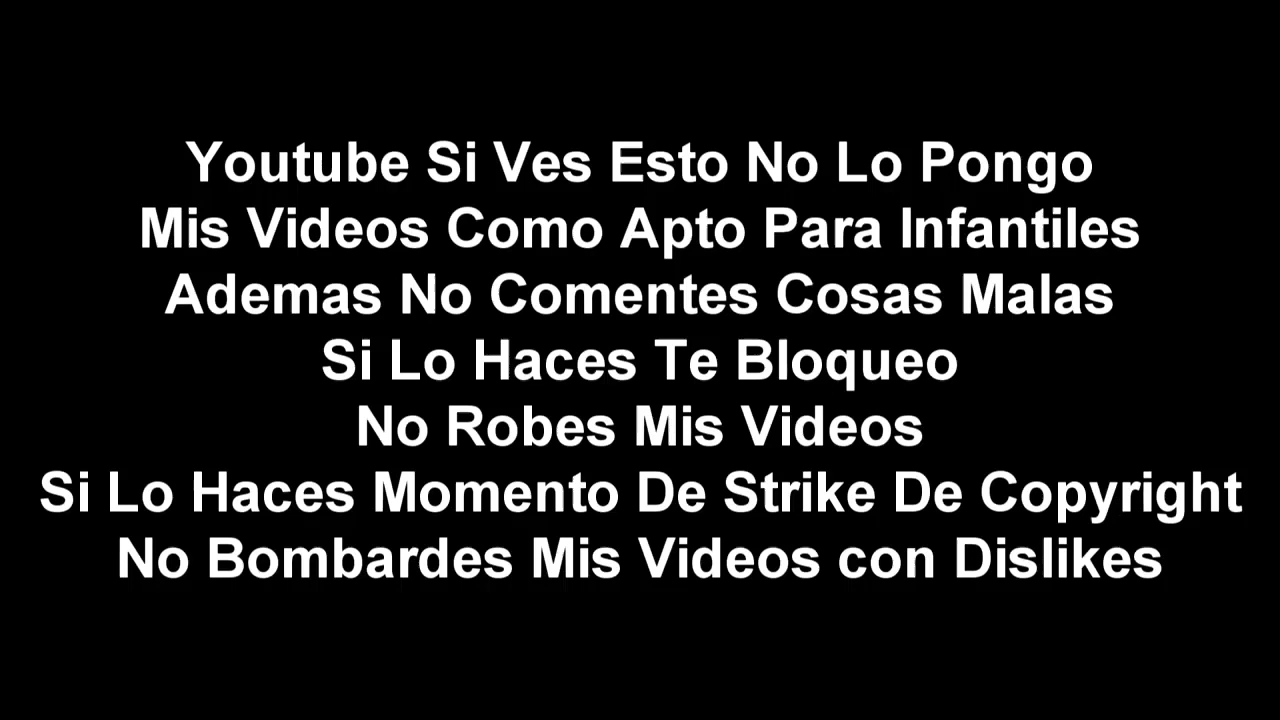 Youtube Si Ves Esto No Lo Pongo
Mis Videos Como Apto Para Infantiles
Ademas No Comentes Cosas Malas
Si Lo Haces Te Bloqueo
No Robes Mis Videos
Si Lo Haces Momento De Strike De Copyright
No Bombardes Mis Videos con Dislikes